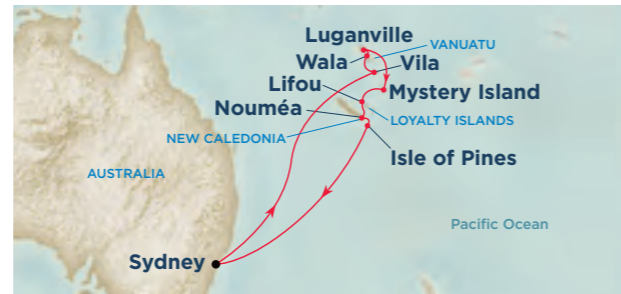 Luganville
VANUATU
Wala
Vila
Lifou
Mystery Island
Nouméa
LOYALTY ISLANDS
NEW CALEDONIA
Isle of Pines
AUSTRALIA
Pacific Ocean
Sydney